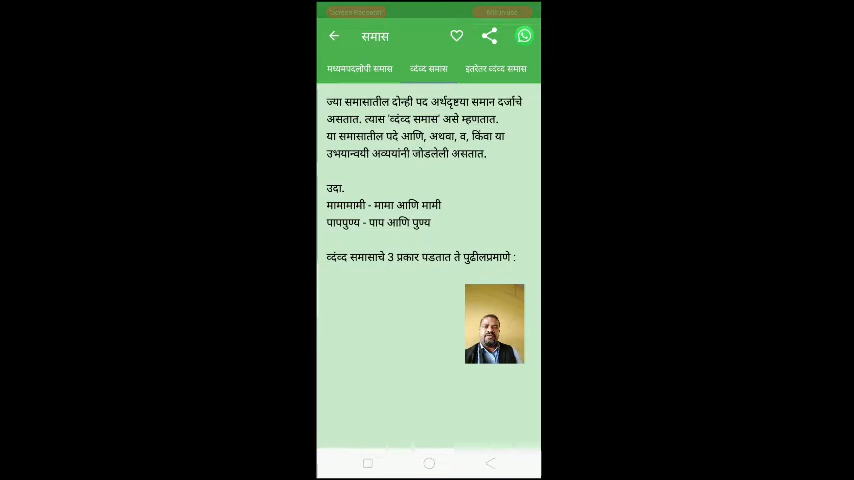 Screen Recorder
समास
मध्यमपदलोपी समास व्दंव्द समास इतरेतर व्दंव्द समास
ज्या समासातील दोन्ही पद अर्थदृष्टया समान दर्जाचे
असतात. त्यास 'व्दंव्द समास' असे म्हणतात.
या समासातील पदे आणि, अथवा, व, किंवा या
उभयान्वयी अव्ययांनी जोडलेली असतात.
उदा.
मामामामी - मामा आणि मामी
पापपुण्य - पाप आणि पुण्य
व्दंव्द समासाचे 3 प्रकार पडतात ते पुढीलप्रमाणे :